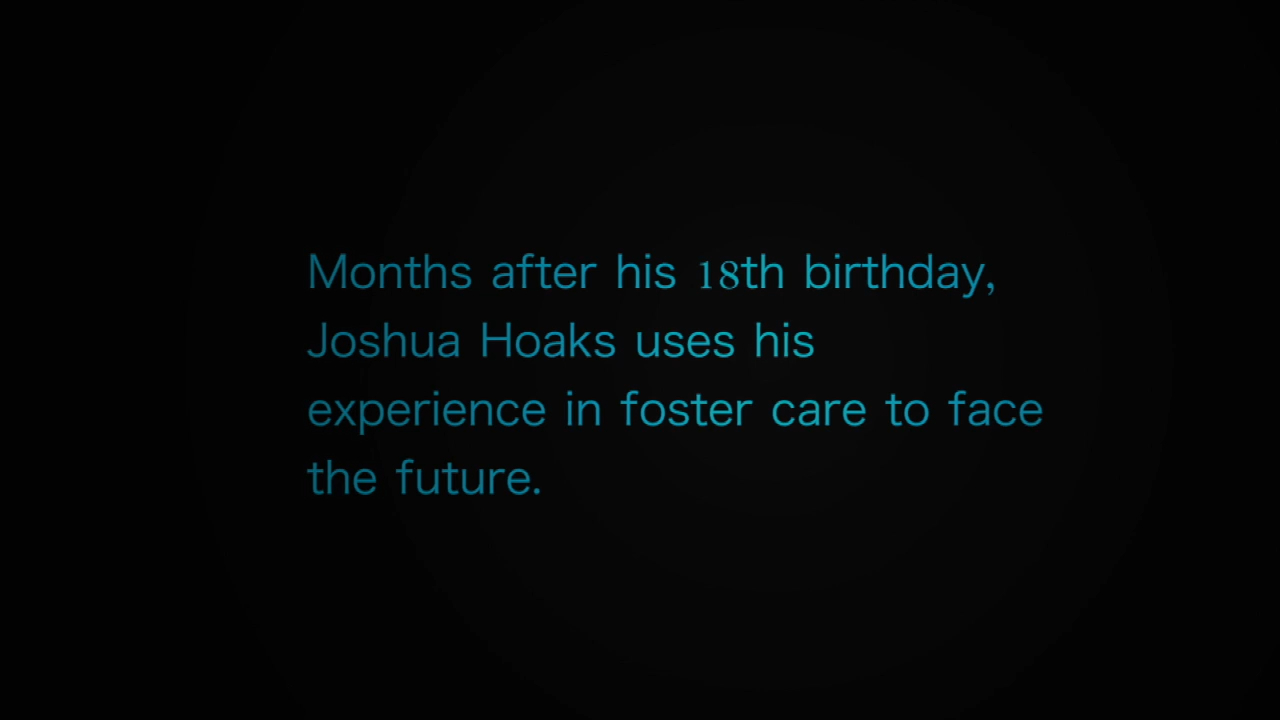 Months after his 18th birthday,
Joshua Hoaks uses his
experience in foster care to face
the future.